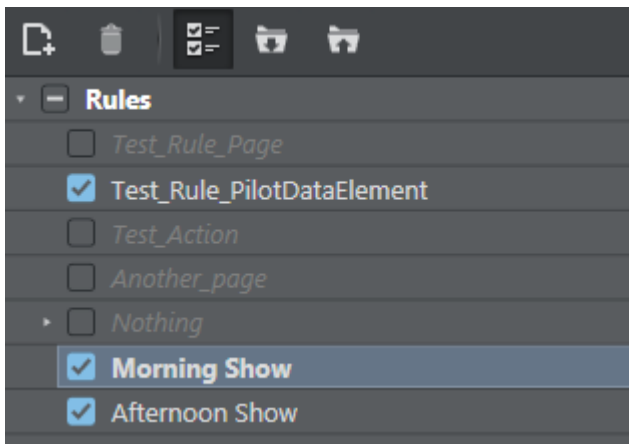 Rules
Test_Rule_Page
Test_Rule_PilotDataElement
Test_Action
Another_page
Nothing
Morning Show
Afternoon Show